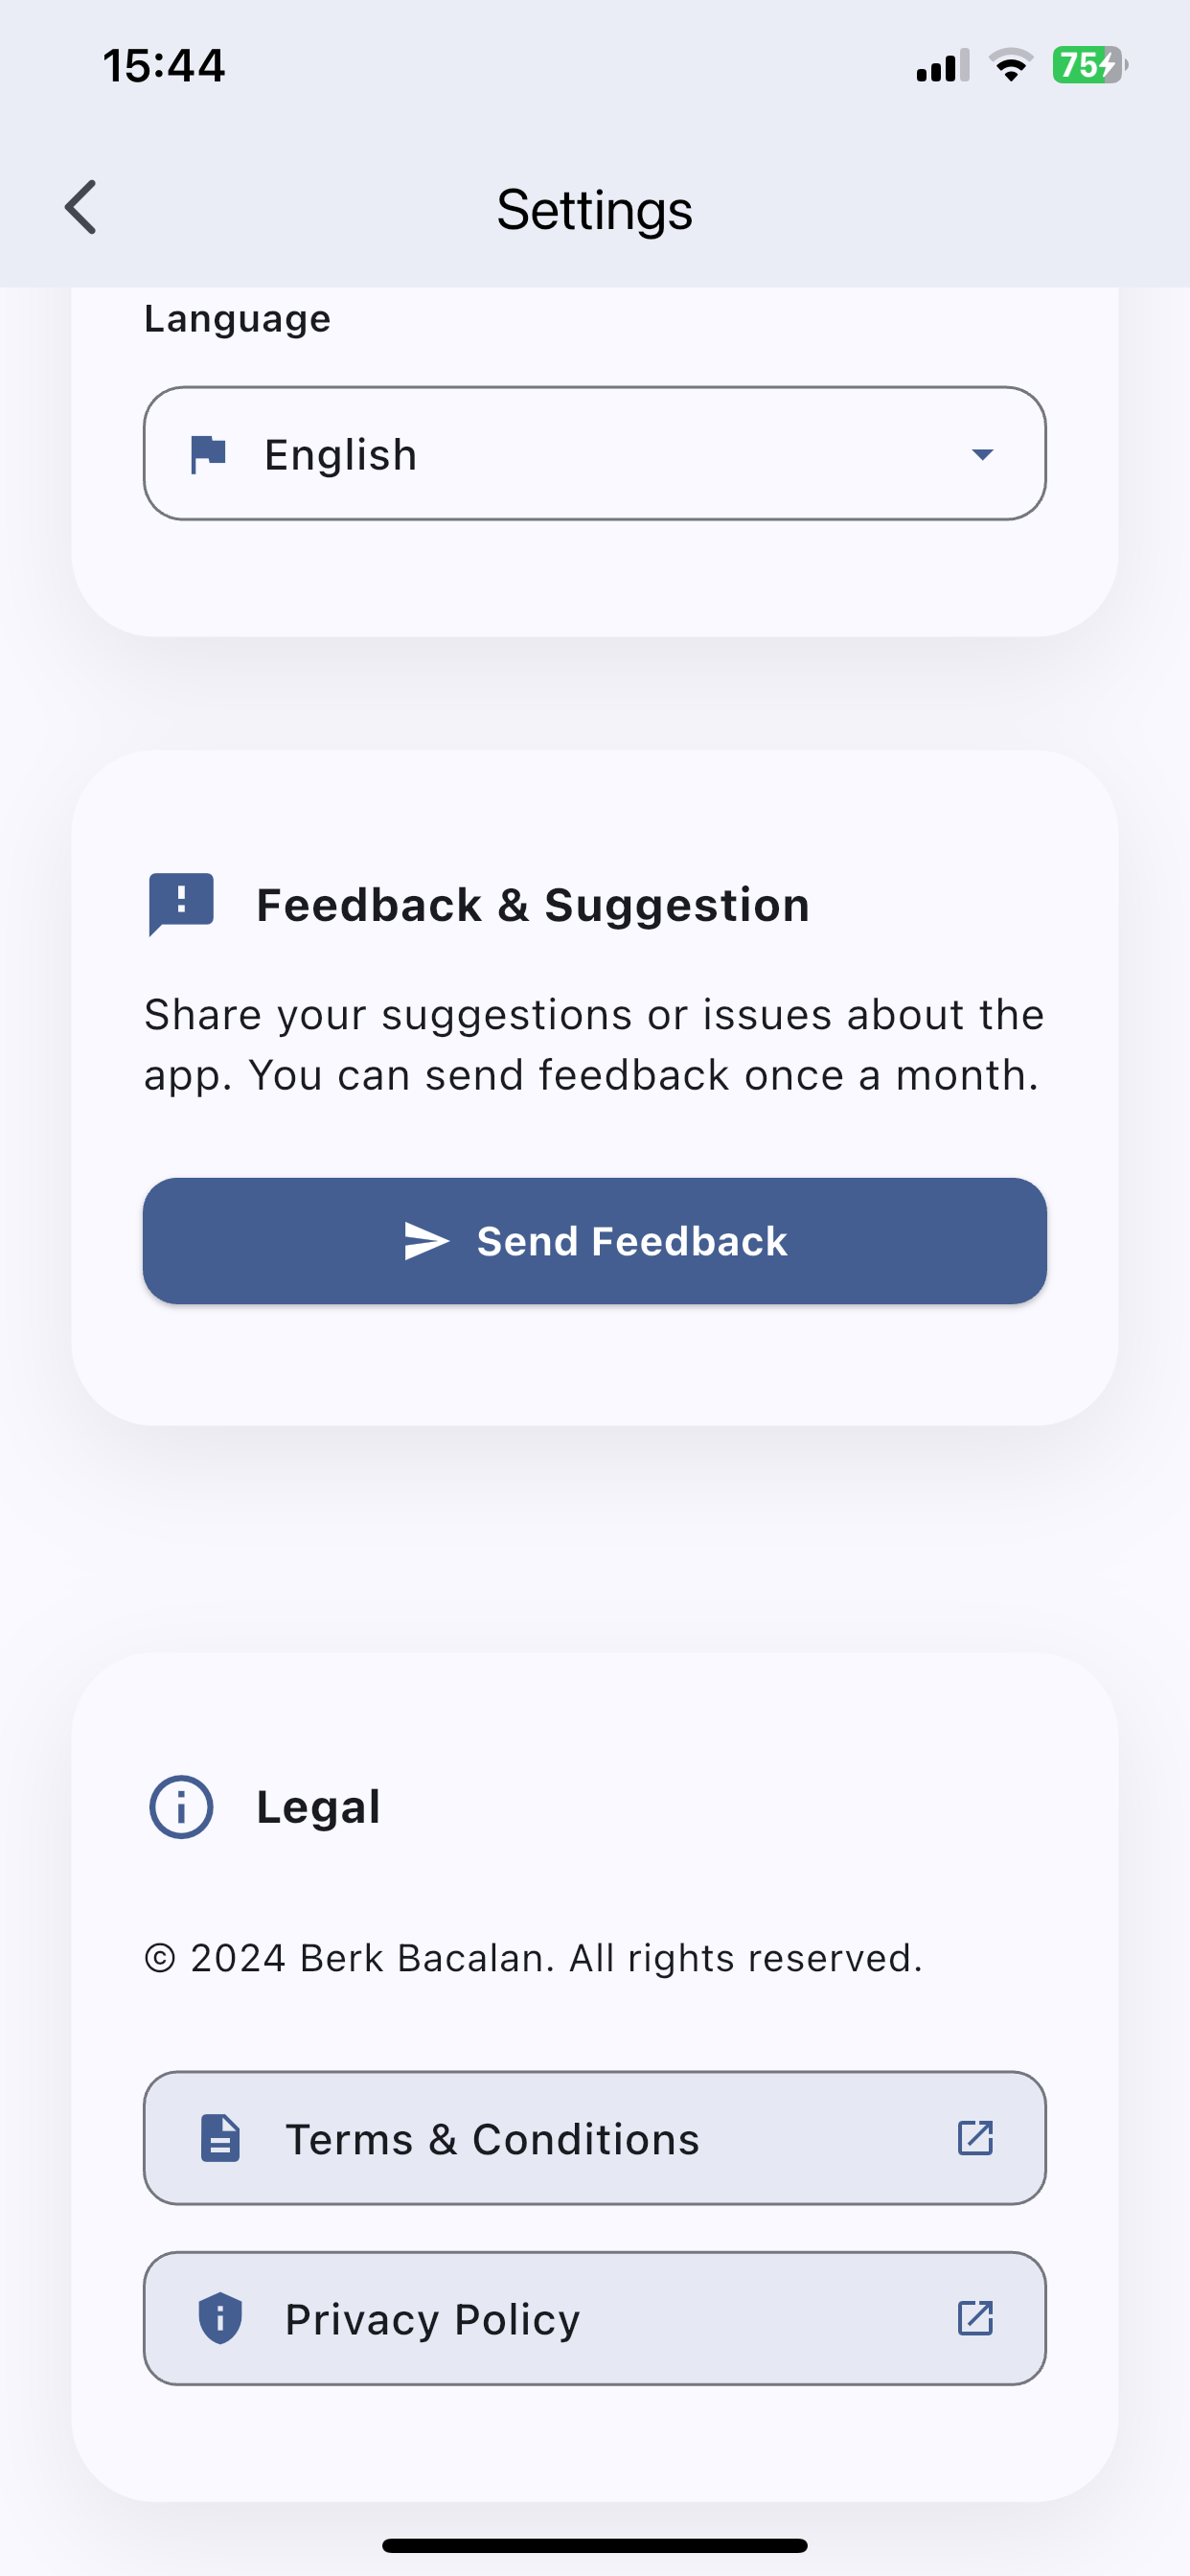 15:44
75
Settings
Language
English
Feedback & Suggestion
Share your suggestions or issues about the
app. You can send feedback once a month.
Send Feedback
Legal
© 2024 Berk Bacalan. All rights reserved.
Terms & Conditions
Privacy Policy